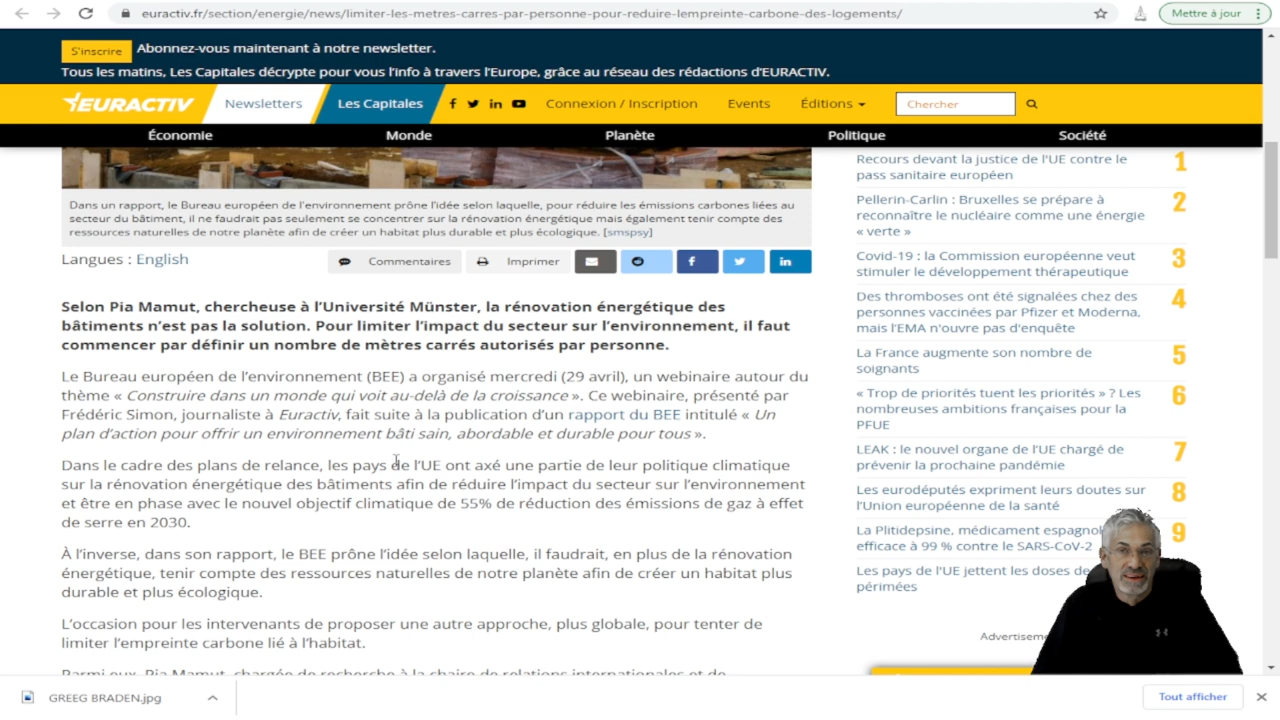 euractiv.fr/section/energie/news/limiter-les-metres-carres-par-personne-pour-reduire-lempreinte-carbone-des-logements/
Mettre à jour
S'inscrire
Abonnez-vous maintenant à notre newsletter.
Tous les matins, Les Capitales décrypte pour vous l'info à travers l'Europe, grâce au réseau des rédactions d'EURACTIV.
EURACTIV
Newsletters
Les Capitales
Connexion / Inscription
Events
Éditions
Chercher
Économie
Monde
Planète
Politique
Société
Dans un rapport, le Bureau européen de l'environnement prône l'idée selon laquelle, pour réduire les émissions carbones liées au
secteur du bâtiment, il ne faudrait pas seulement se concentrer sur la rénovation énergétique mais également tenir compte des
ressources naturelles de notre planète afin de créer un habitat plus durable et plus écologique. [smspsy]
Langues : English
Commentaires
Imprimer
Selon Pia Mamut, chercheuse à l'Université Münster, la rénovation énergétique des
bâtiments n'est pas la solution. Pour limiter l'impact du secteur sur l'environnement, il faut
commencer par définir un nombre de mètres carrés autorisés par personne.
Le Bureau européen de l'environnement (BEE) a organisé mercredi (29 avril), un webinaire autour du
thème « Construire dans un monde qui voit au-delà de la croissance ». Ce webinaire, présenté par
Frédéric Simon, journaliste à Euractiv, fait suite à la publication d'un rapport du BEE intitulé « Un
plan d'action pour offrir un environnement bâti sain, abordable et durable pour tous ».
Dans le cadre des plans de relance, les pays de l'UE ont axé une partie de leur politique climatique
sur la rénovation énergétique des bâtiments afin de réduire l'impact du secteur sur l'environnement
et être en phase avec le nouvel objectif climatique de 55% de réduction des émissions de gaz à effet
de serre en 2030.
À l'inverse, dans son rapport, le BEE prône l'idée selon laquelle, il faudrait, en plus de la rénovation
énergétique, tenir compte des ressources naturelles de notre planète afin de créer un habitat plus
durable et plus écologique.
L'occasion pour les intervenants de proposer une autre approche, plus globale, pour tenter de
limiter l'empreinte carbone lié à l'habitat.
Parmi eux, Pia Mamut, chargée de recherche à la chaire de relations internationales et de
Recours devant la justice de l'UE contre le
pass sanitaire européen
1
Pellerin-Carlin : Bruxelles se prépare à
reconnaître le nucléaire comme une énergie
« verte »
2
Covid-19 : la Commission européenne veut
stimuler le développement thérapeutique
3
Des thromboses ont été signalées chez des
personnes vaccinées par Pfizer et Moderna,
mais l'EMA n'ouvre pas d'enquête
4
La France augmente son nombre de
soignants
5
« Trop de priorités tuent les priorités » ? Les
nombreuses ambitions françaises pour la
PFUE
6
LEAK : le nouvel organe de l'UE chargé de
prévenir la prochaine pandémie
7
Les eurodéputés expriment leurs doutes sur
l'Union européenne de la santé
8
La Plitidepsine, médicament espagnol
efficace à 99 % contre le SARS-CoV-2
9
Les pays de l'UE jettent les doses de
périmées
GREEG BRADEN.jpg
Tout afficher